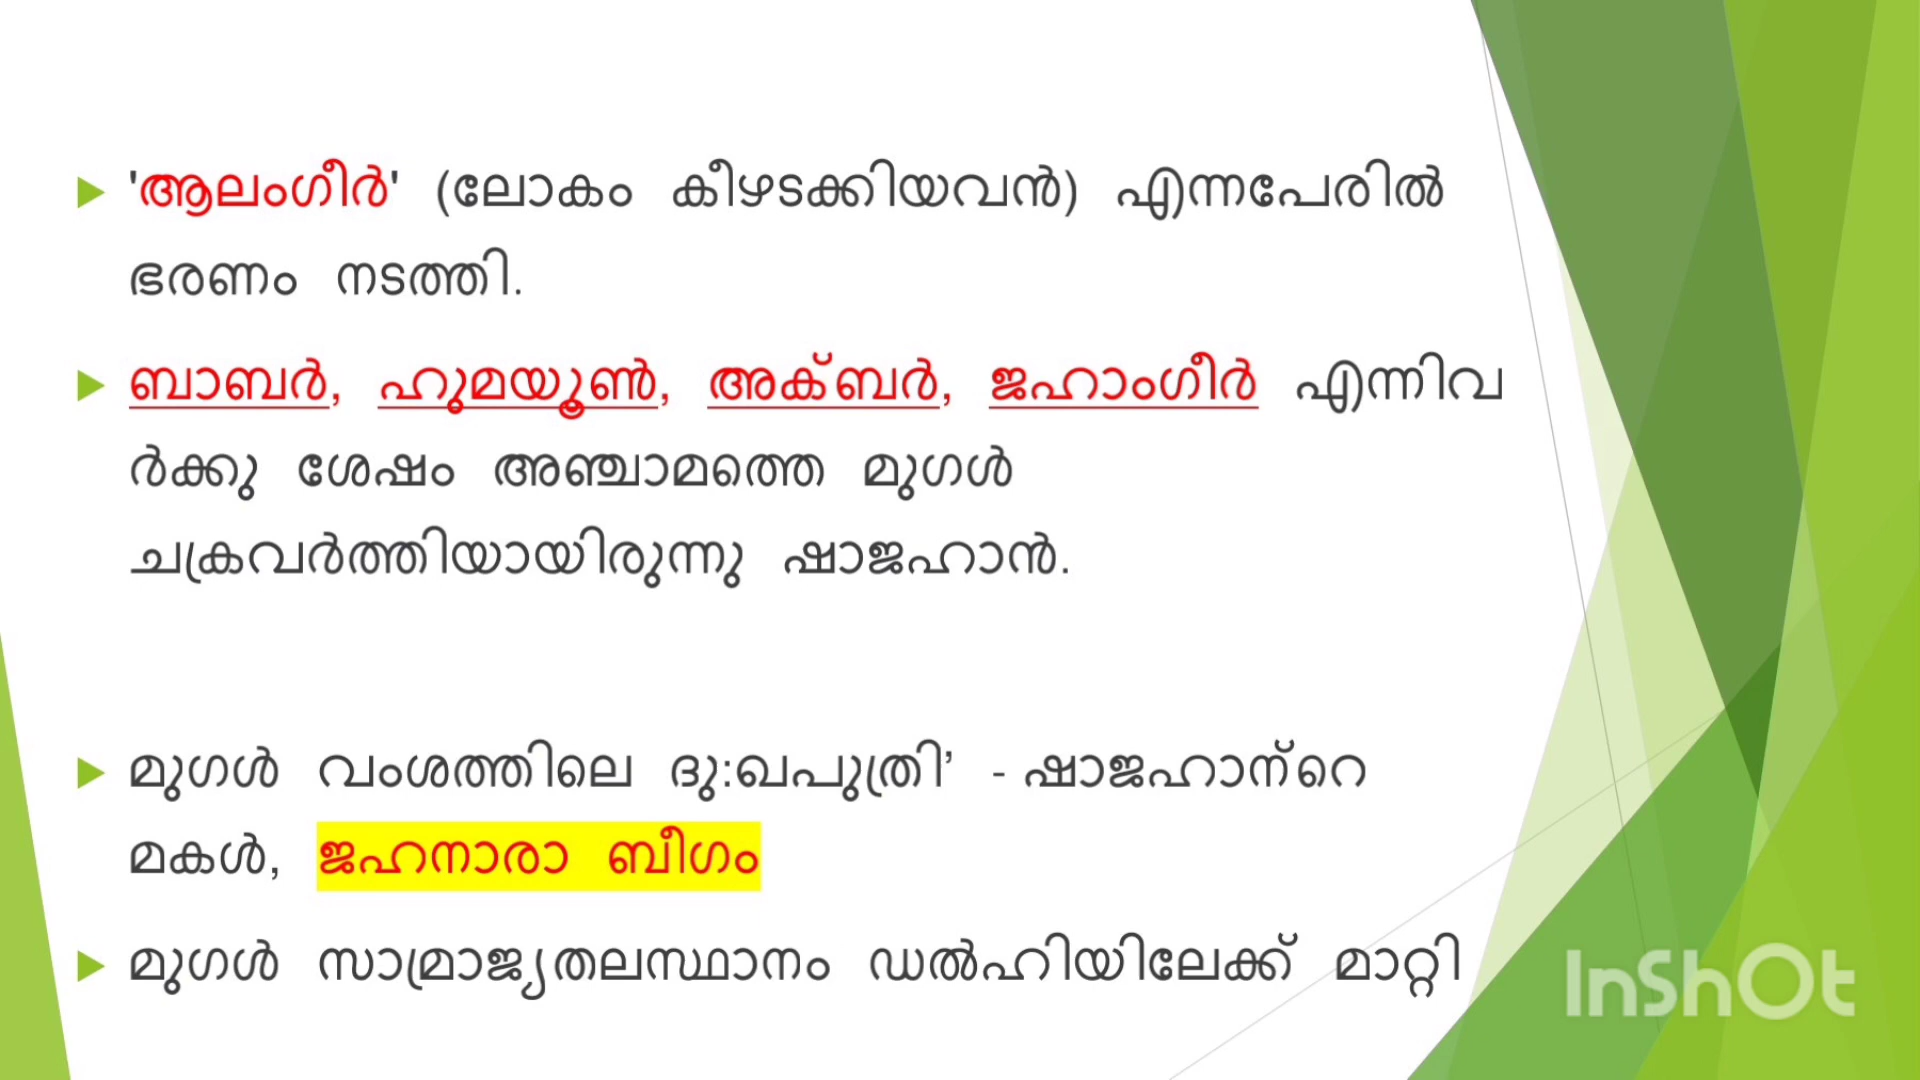 'ആലംഗീർ' (ലോകം കീഴടക്കിയവൻ) എന്നപേരിൽ
ഭരണം നടത്തി.
ബാബർ, ഹുമയൂൺ, അക്ബർ, ജഹാംഗീർ എന്നിവ
ർക്കു ശേഷം അഞ്ചാമത്തെ മുഗൾ
ചക്രവർത്തിയായിരുന്നു ഷാജഹാൻ.
മുഗൾ വംശത്തിലെ ദു:ഖപുത്രി’ - ഷാജഹാന്റെ
മകൾ, ജഹനാരാ ബീഗം
മുഗൾ സാമ്രാജ്യതലസ്ഥാനം ഡൽഹിയിലേക്ക് മാറ്റി
InShOt